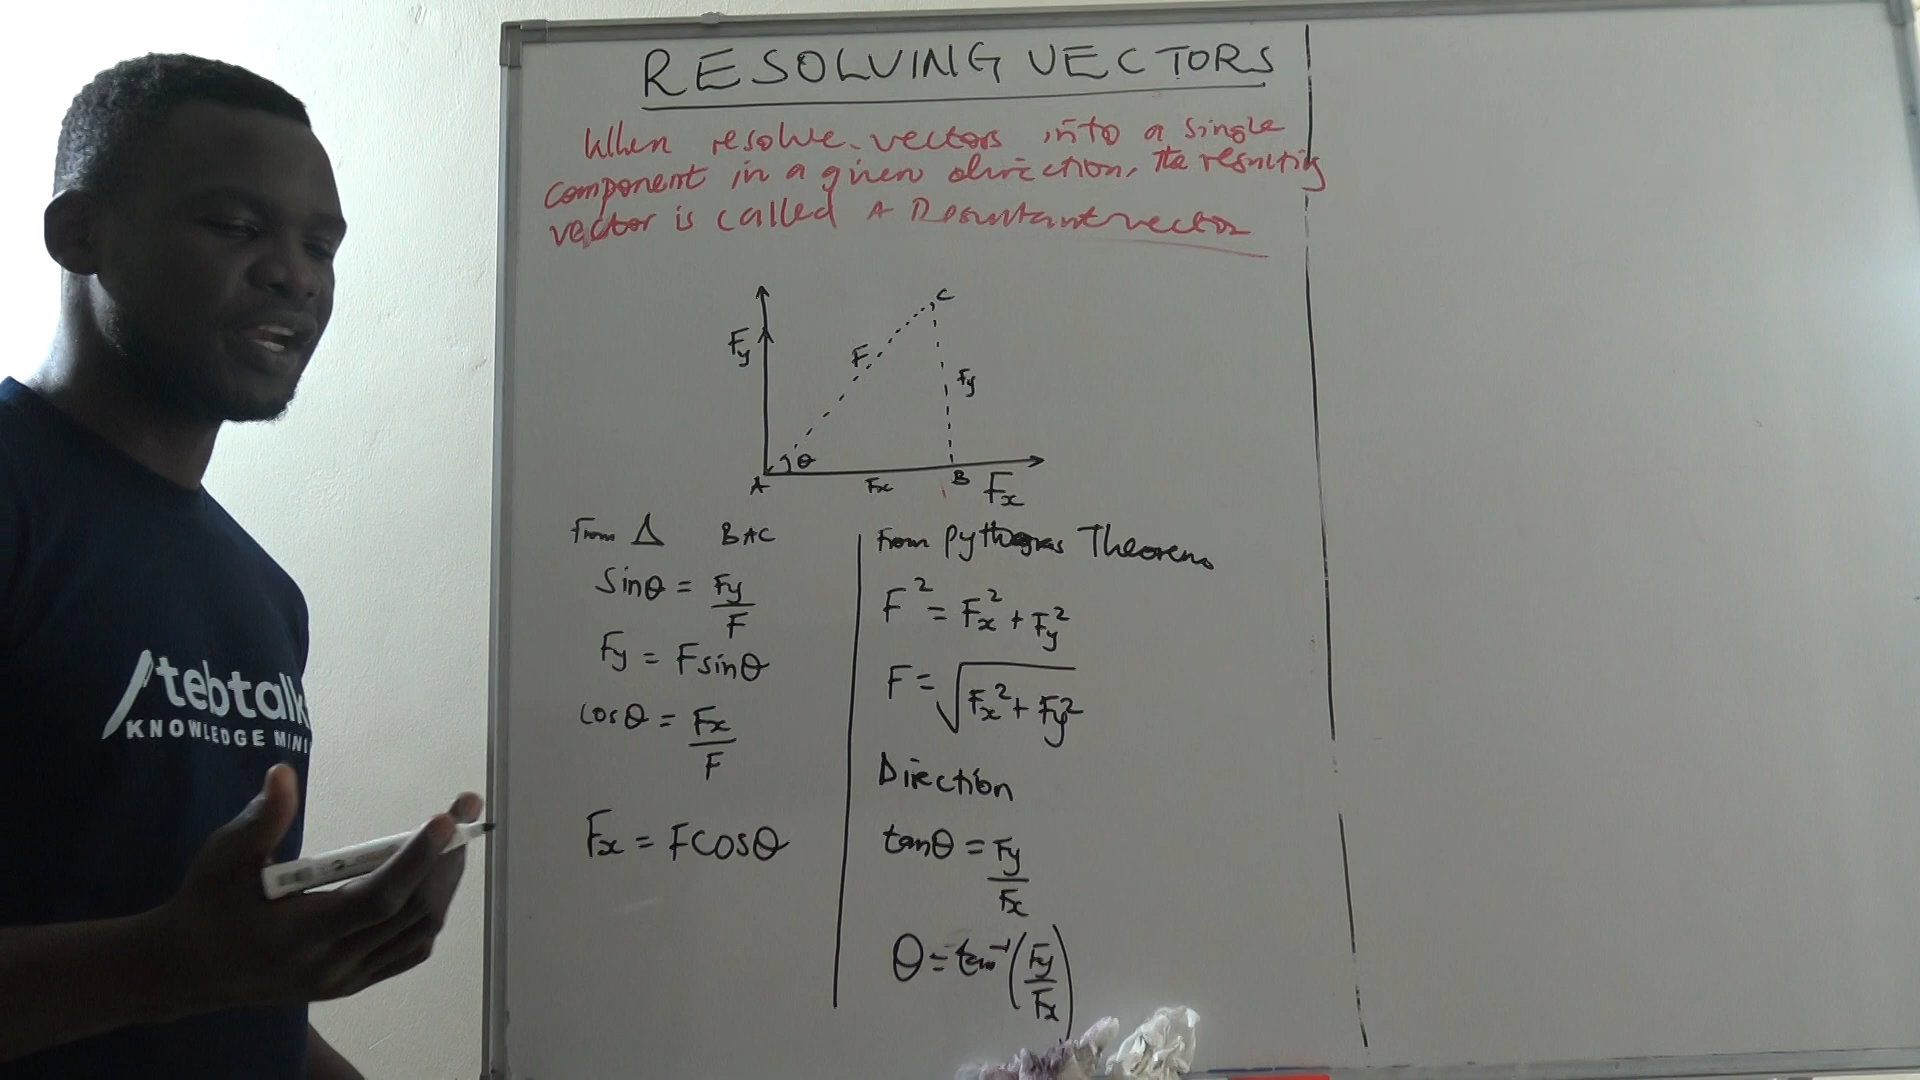 RESOLVING VECTORS
When resolve vectors into a single
component in a given direction, the resulting
vector is called A Resultant vector
C
Fy
F
Fy
θ
A
Fx
B
Fx
From Δ BAC
Sinθ = Fy/F
Fy = Fsinθ
Cosθ = Fx/F
Fx = FCosθ
From Pythogras Theorem
F² = Fx² + Fy²
F = √Fx² + Fy²
Direction
tanθ = Fy/Fx
θ = tan⁻¹(Fy/Fx)
tebtalk
KNOWLEDGE MINI